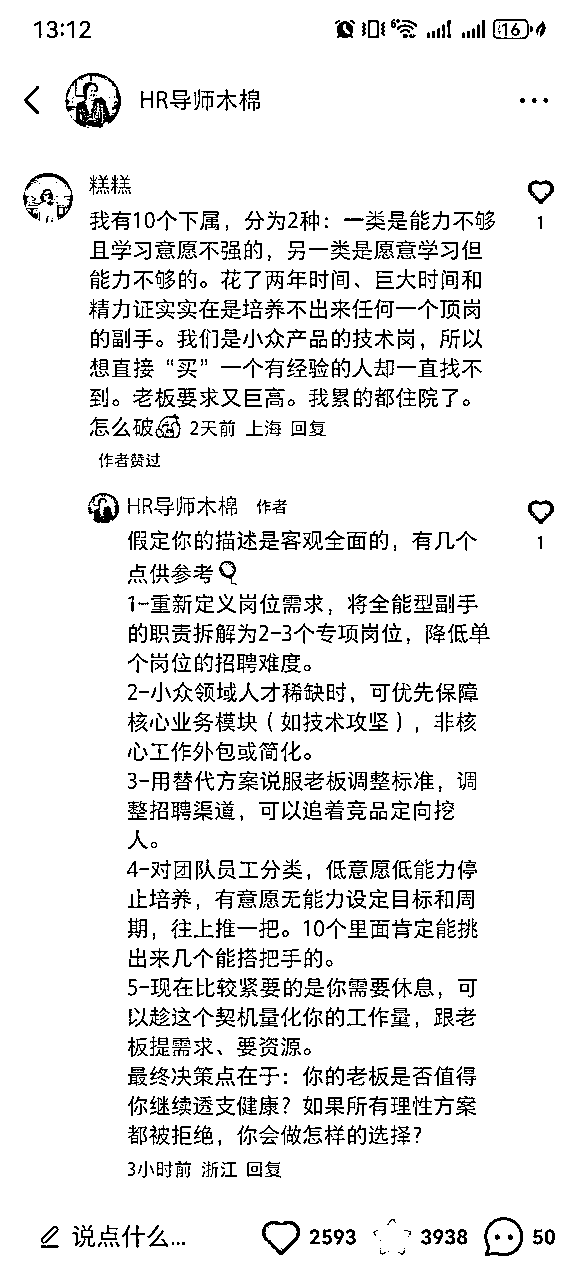 13:12
16
HR导师木棉
糕糕
我有10个下属，分为2种：一类是能力不够
且学习意愿不强的，另一类是愿意学习但
能力不够的。花了两年时间、巨大时间和
精力证实实在是培养不出来任何一个顶岗
的副手。我们是小众产品的技术岗，所以
想直接“买”一个有经验的人却一直找不
到。老板要求又巨高。我累的都住院了。
怎么破 2天前 上海 回复
1
作者赞过
HR导师木棉 作者
假定你的描述是客观全面的，有几个
点供参考
1-重新定义岗位需求，将全能型副手
的职责拆解为2-3个专项岗位，降低单
个岗位的招聘难度。
2-小众领域人才稀缺时，可优先保障
核心业务模块（如技术攻坚），非核
心工作外包或简化。
3-用替代方案说服老板调整标准，调
整招聘渠道，可以追着竞品定向挖
人。
4-对团队员工分类，低意愿低能力停
止培养，有意愿无能力设定目标和周
期，往上推一把。10个里面肯定能挑
出来几个能搭把手的。
5-现在比较紧要的是你需要休息，可
以趁这个契机量化你的工作量，跟老
板提需求、要资源。
最终决策点在于：你的老板是否值得
你继续透支健康？如果所有理性方案
都被拒绝，你会做怎样的选择？
3小时前 浙江 回复
1
说点什么... 2593 3938 50